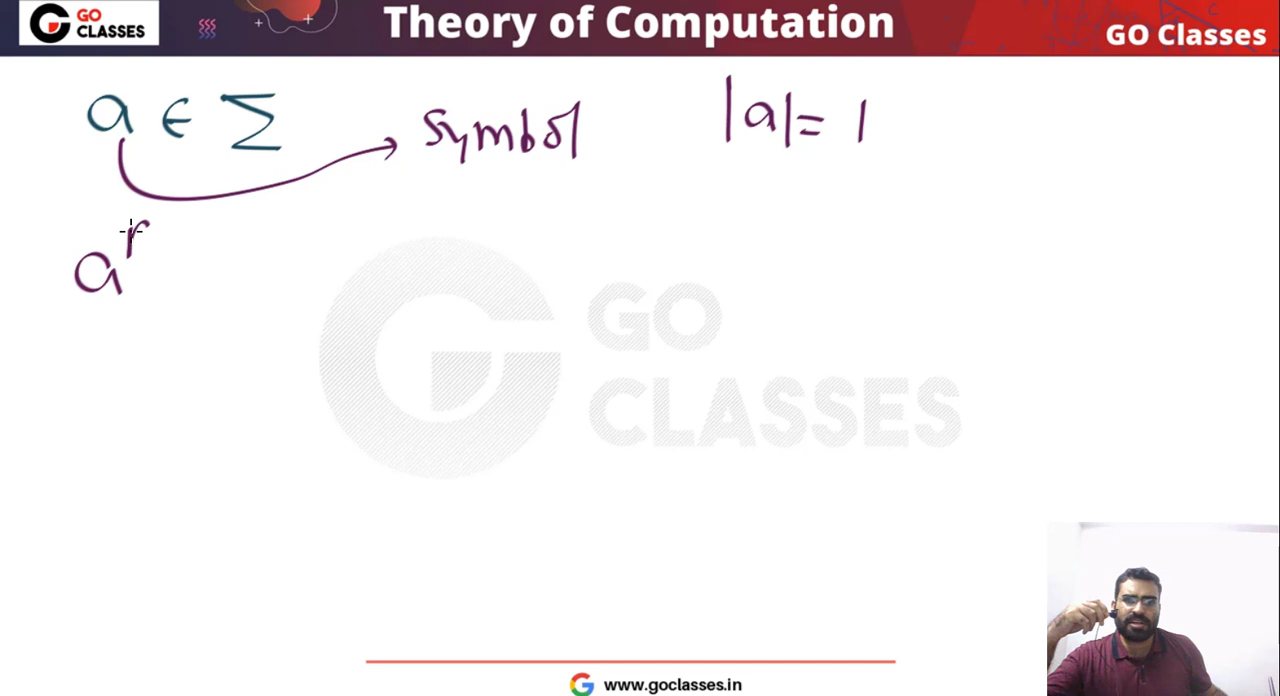 GO CLASSES
Theory of Computation
GO Classes
a ∈ Σ → symbol |a| = 1
a^r
GO
CLASSES
www.goclasses.in